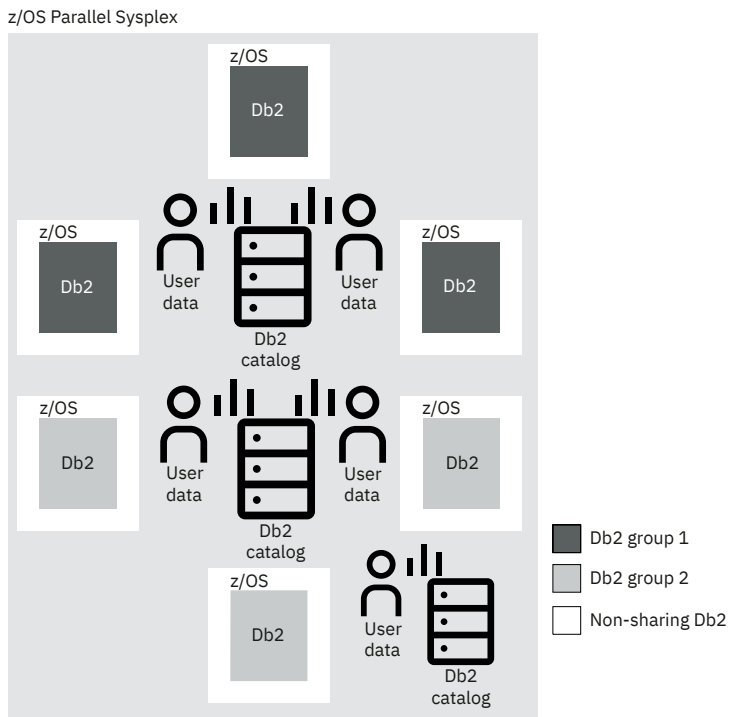 z/OS Parallel Sysplex
z/OS
Db2
z/OS
Db2
User
data
Db2
catalog
User
data
z/OS
Db2
z/OS
Db2
User
data
Db2
catalog
User
data
z/OS
Db2
z/OS
Db2
User
data
Db2
catalog
Db2 group 1
Db2 group 2
Non-sharing Db2